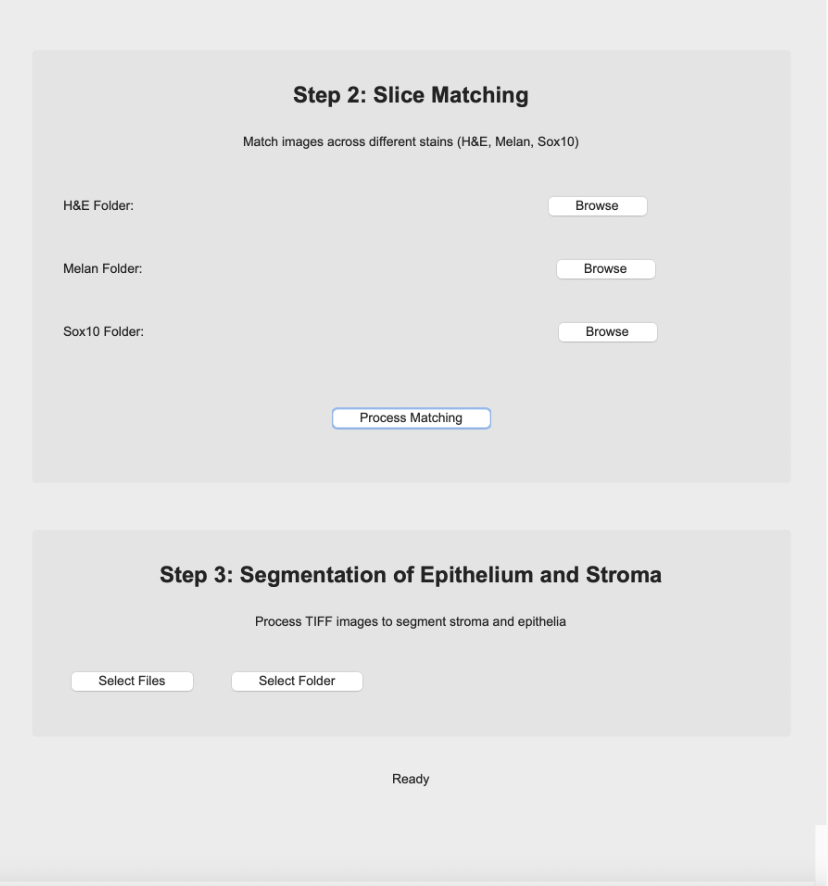 Step 2: Slice Matching
Match images across different stains (H&E, Melan, Sox10)
H&E Folder: Browse
Melan Folder: Browse
Sox10 Folder: Browse
Process Matching
Step 3: Segmentation of Epithelium and Stroma
Process TIFF images to segment stroma and epithelia
Select Files Select Folder
Ready